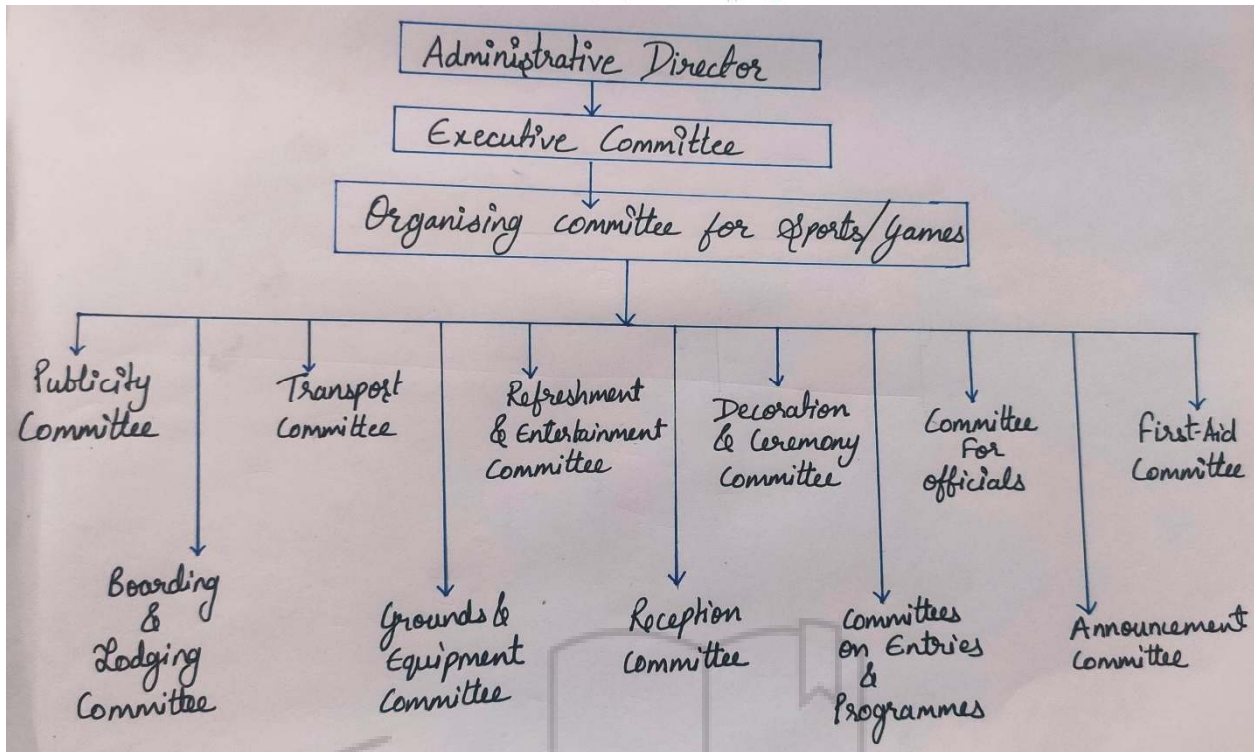 Administrative Director
Executive Committee
Organising committee for Sports/Games
Publicity
Committee
Transport
Committee
Refreshment
& Entertainment
Committee
Decoration
& Ceremony
Committee
Committee
For
officials
First-Aid
Committee
Boarding
&
Lodging
Committee
Grounds &
Equipment
Committee
Reception
Committee
Committees
on Entries
&
Programmes
Announcement
Committee